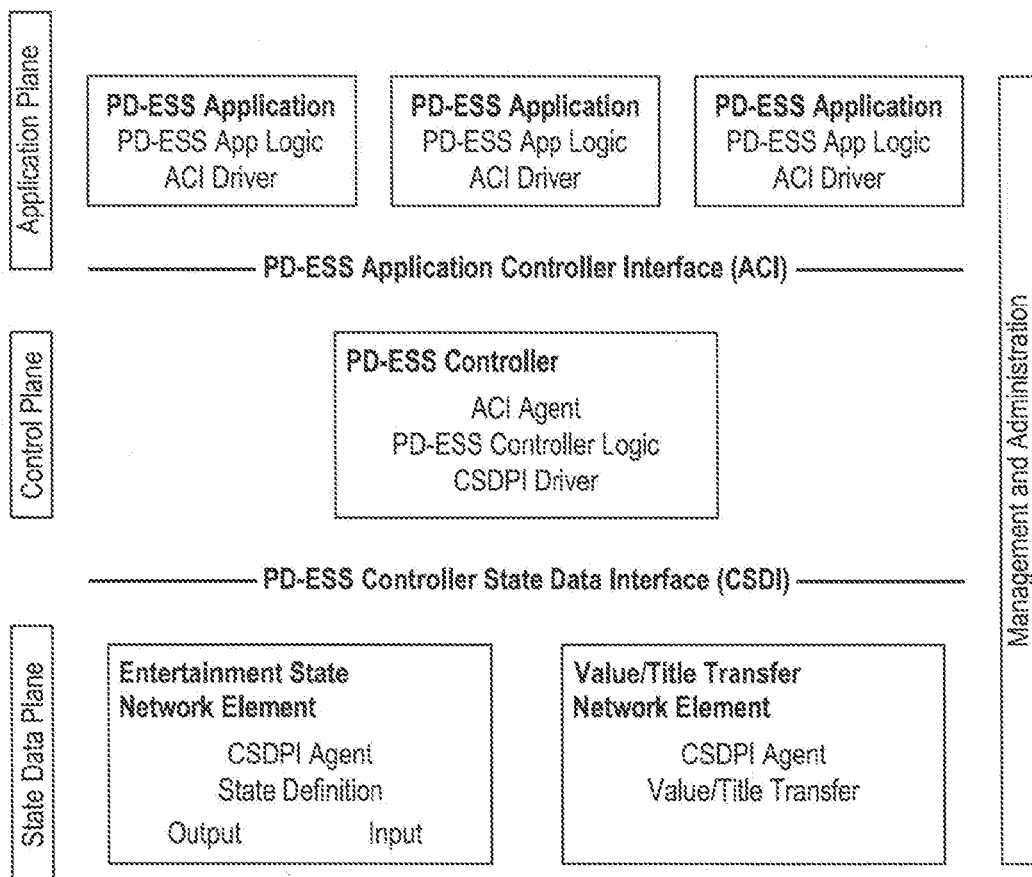 Application Plane
PD-ESS Application
PD-ESS App Logic
ACI Driver
PD-ESS Application
PD-ESS App Logic
ACI Driver
PD-ESS Application
PD-ESS App Logic
ACI Driver
PD-ESS Application Controller Interface (ACI)
Control Plane
PD-ESS Controller
ACI Agent
PD-ESS Controller Logic
CSDPI Driver
Management and Administration
PD-ESS Controller State Data Interface (CSDI)
State Data Plane
Entertainment State
Network Element
CSDPI Agent
State Definition
Output Input
Value/Title Transfer
Network Element
CSDPI Agent
Value/Title Transfer